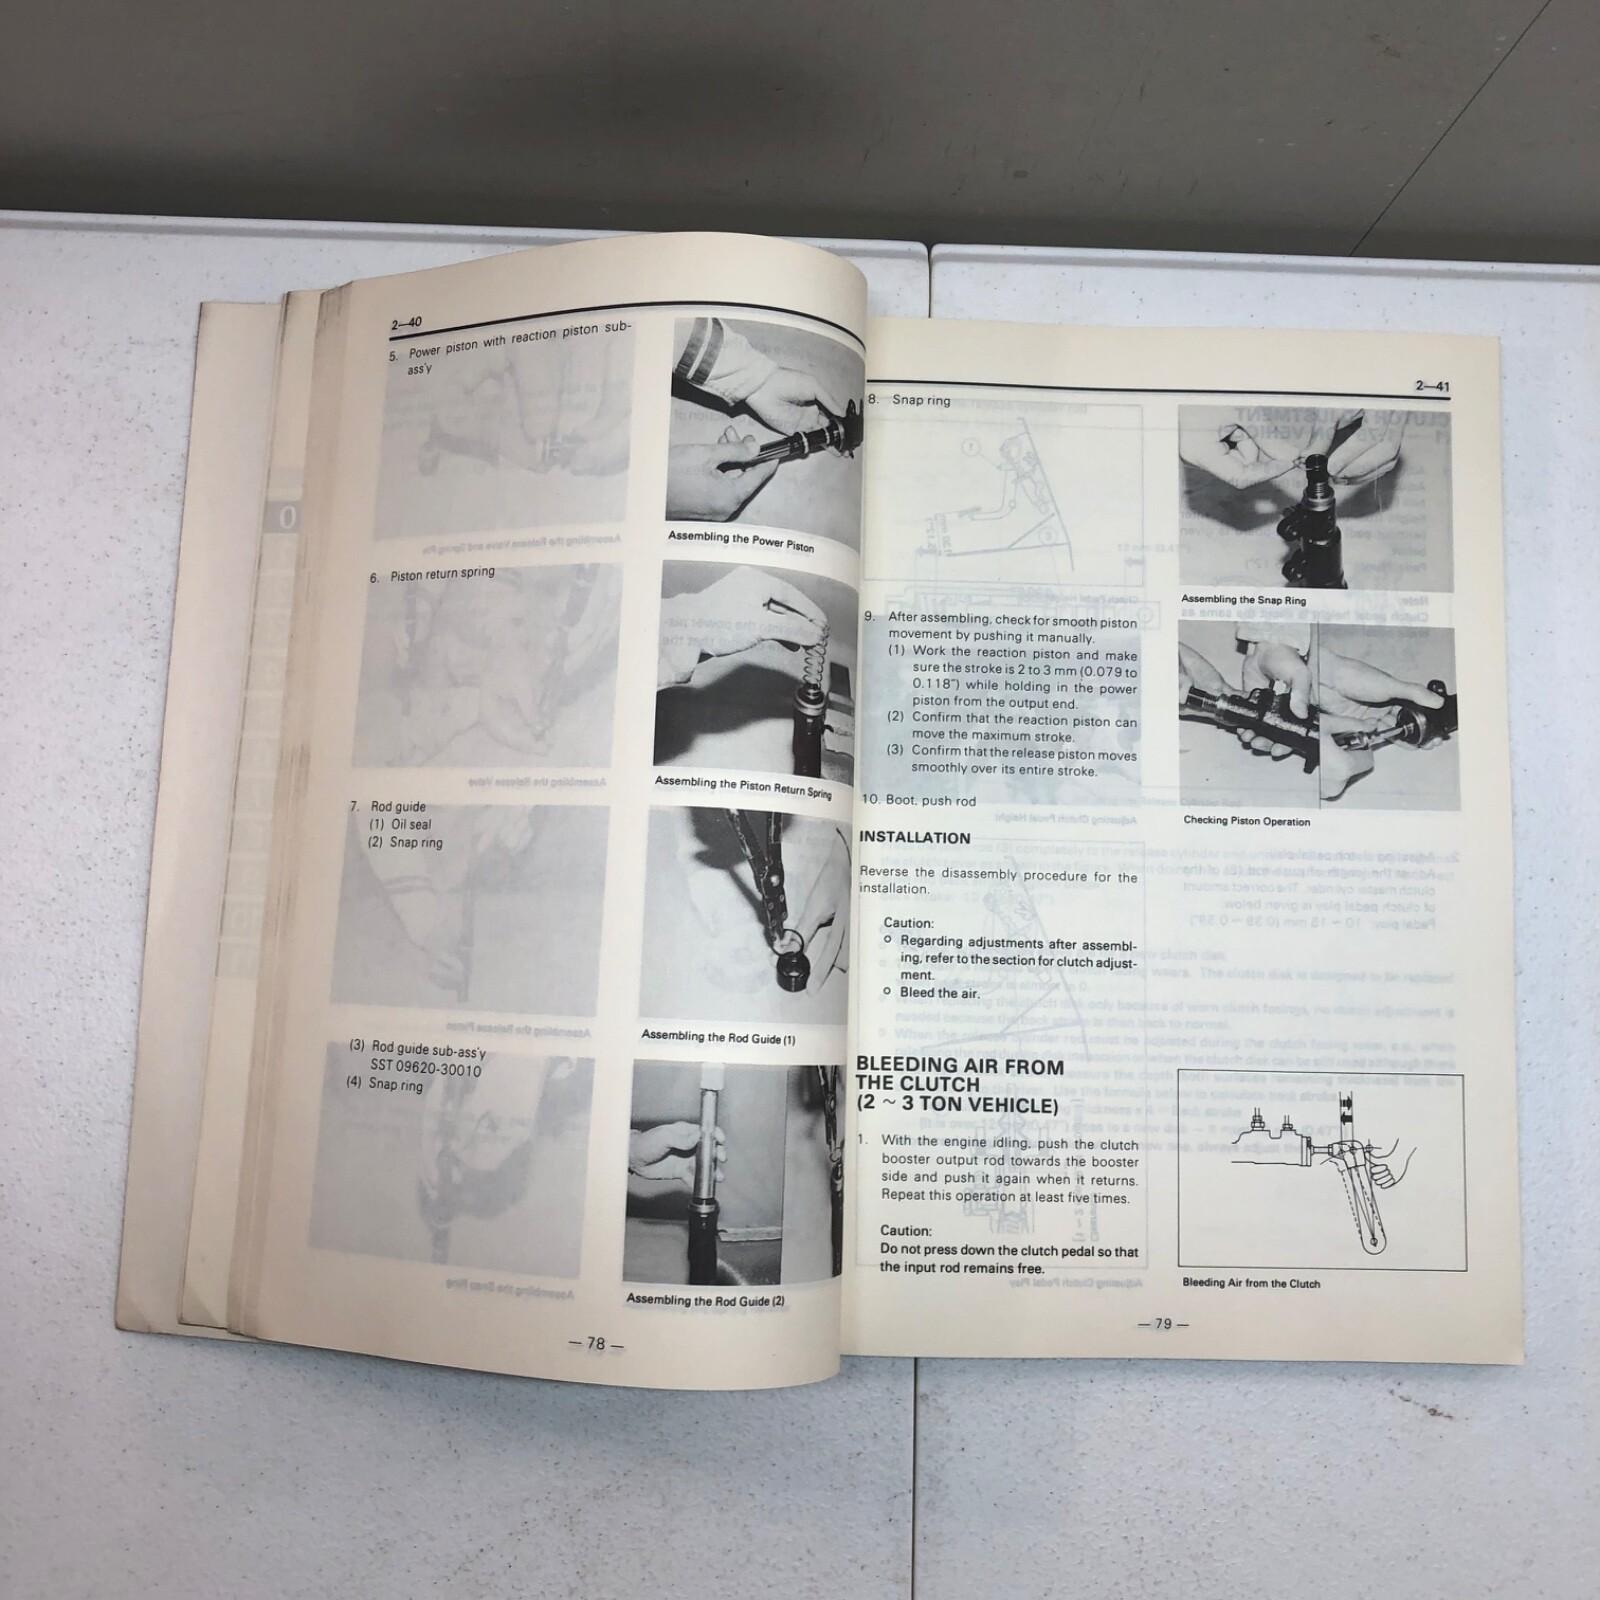 2—40
5. Power piston with reaction piston sub-
ass'y
Assembling the Power Piston
6. Piston return spring
Assembling the Piston Return Spring
7. Rod guide
(1) Oil seal
(2) Snap ring
Assembling the Rod Guide (1)
(3) Rod guide sub-ass'y
SST 09620-30010
(4) Snap ring
Assembling the Rod Guide (2)
— 78 —
2—41
8. Snap ring
Assembling the Snap Ring
9. After assembling, check for smooth piston
movement by pushing it manually.
(1) Work the reaction piston and make
sure the stroke is 2 to 3 mm (0.079 to
0.118") while holding in the power
piston from the output end.
(2) Confirm that the reaction piston can
move the maximum stroke.
(3) Confirm that the release piston moves
smoothly over its entire stroke.
Checking Piston Operation
10. Boot, push rod
INSTALLATION
Reverse the disassembly procedure for the
installation.
Caution:
o Regarding adjustments after assembl-
ing, refer to the section for clutch adjust-
ment.
o Bleed the air.
BLEEDING AIR FROM
THE CLUTCH
(2 ~ 3 TON VEHICLE)
1. With the engine idling, push the clutch
booster output rod towards the booster
side and push it again when it returns.
Repeat this operation at least five times.
Caution:
Do not press down the clutch pedal so that
the input rod remains free.
Bleeding Air from the Clutch
— 79 —